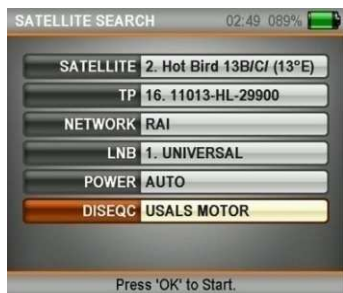 SATELLITE SEARCH 02:49 089%
SATELLITE 2. Hot Bird 13B/C/ (13°E)
TP 16. 11013-HL-29900
NETWORK RAI
LNB 1. UNIVERSAL
POWER AUTO
DISEQC USALS MOTOR
Press 'OK' to Start.